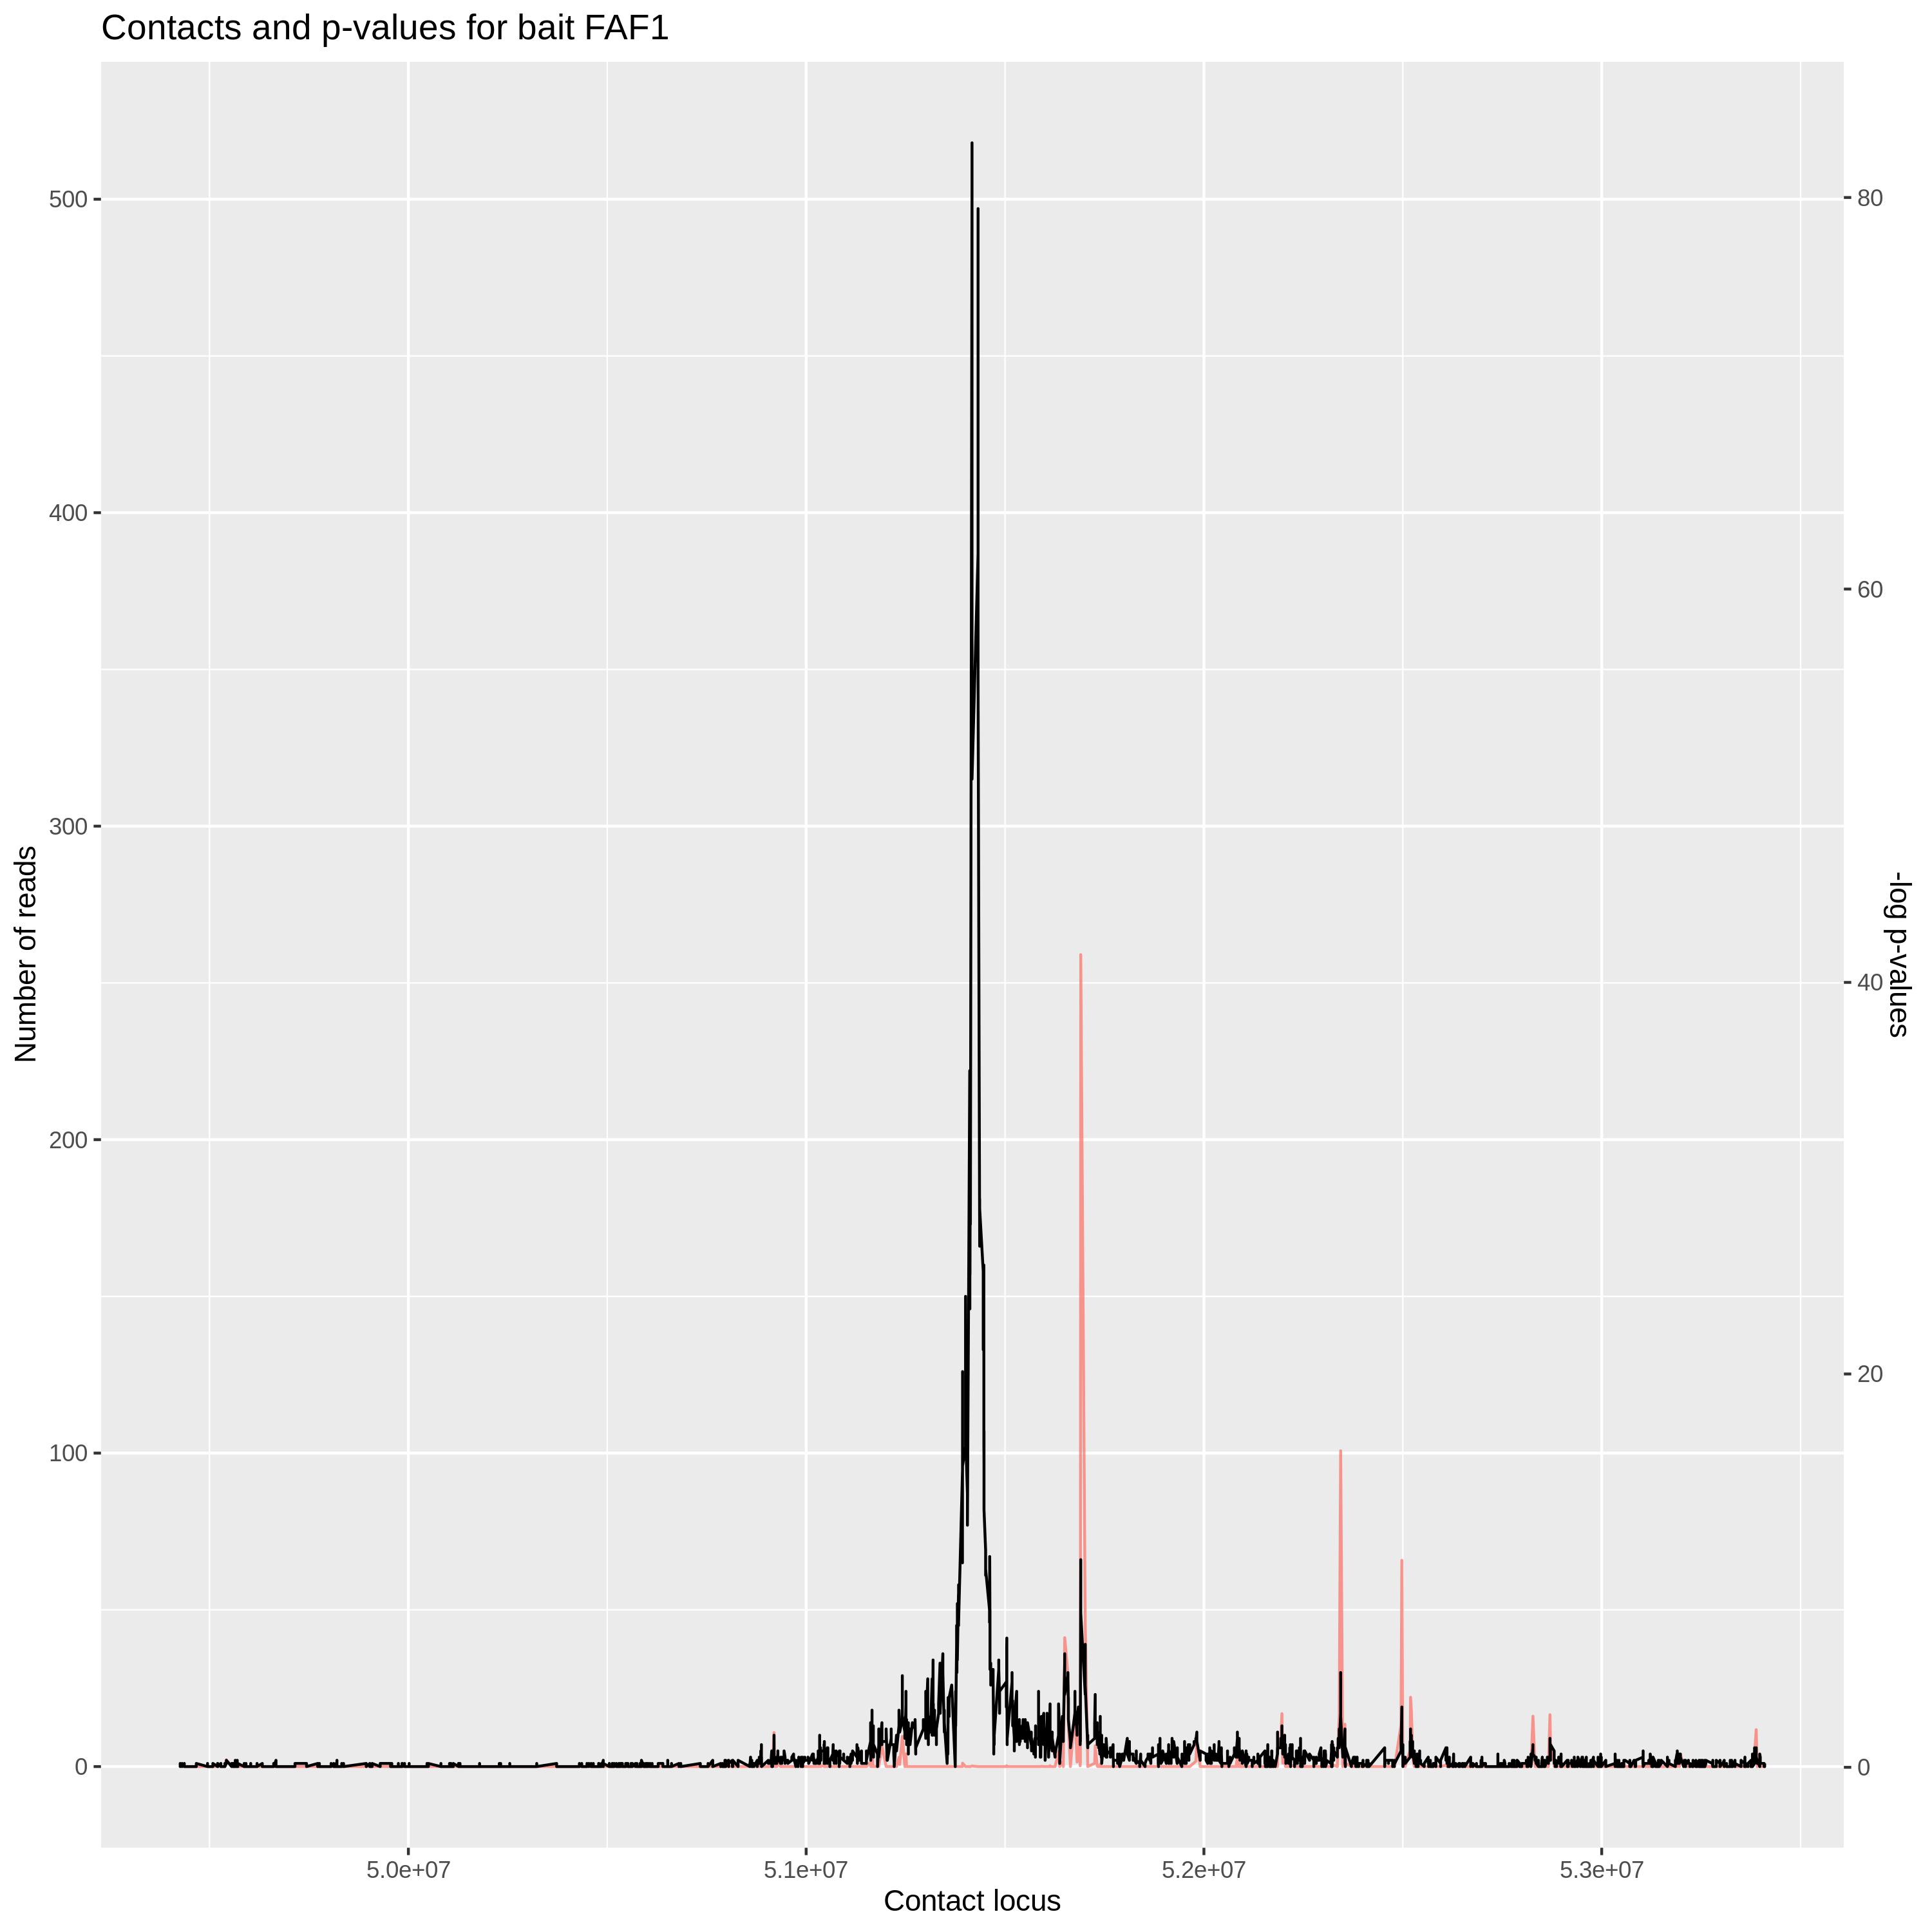 Contacts and p-values for bait FAF1
Number of reads
500
400
300
200
100
0
80
60
40
20
0
-log p-values
5.0e+07
5.1e+07
5.2e+07
5.3e+07
Contact locus